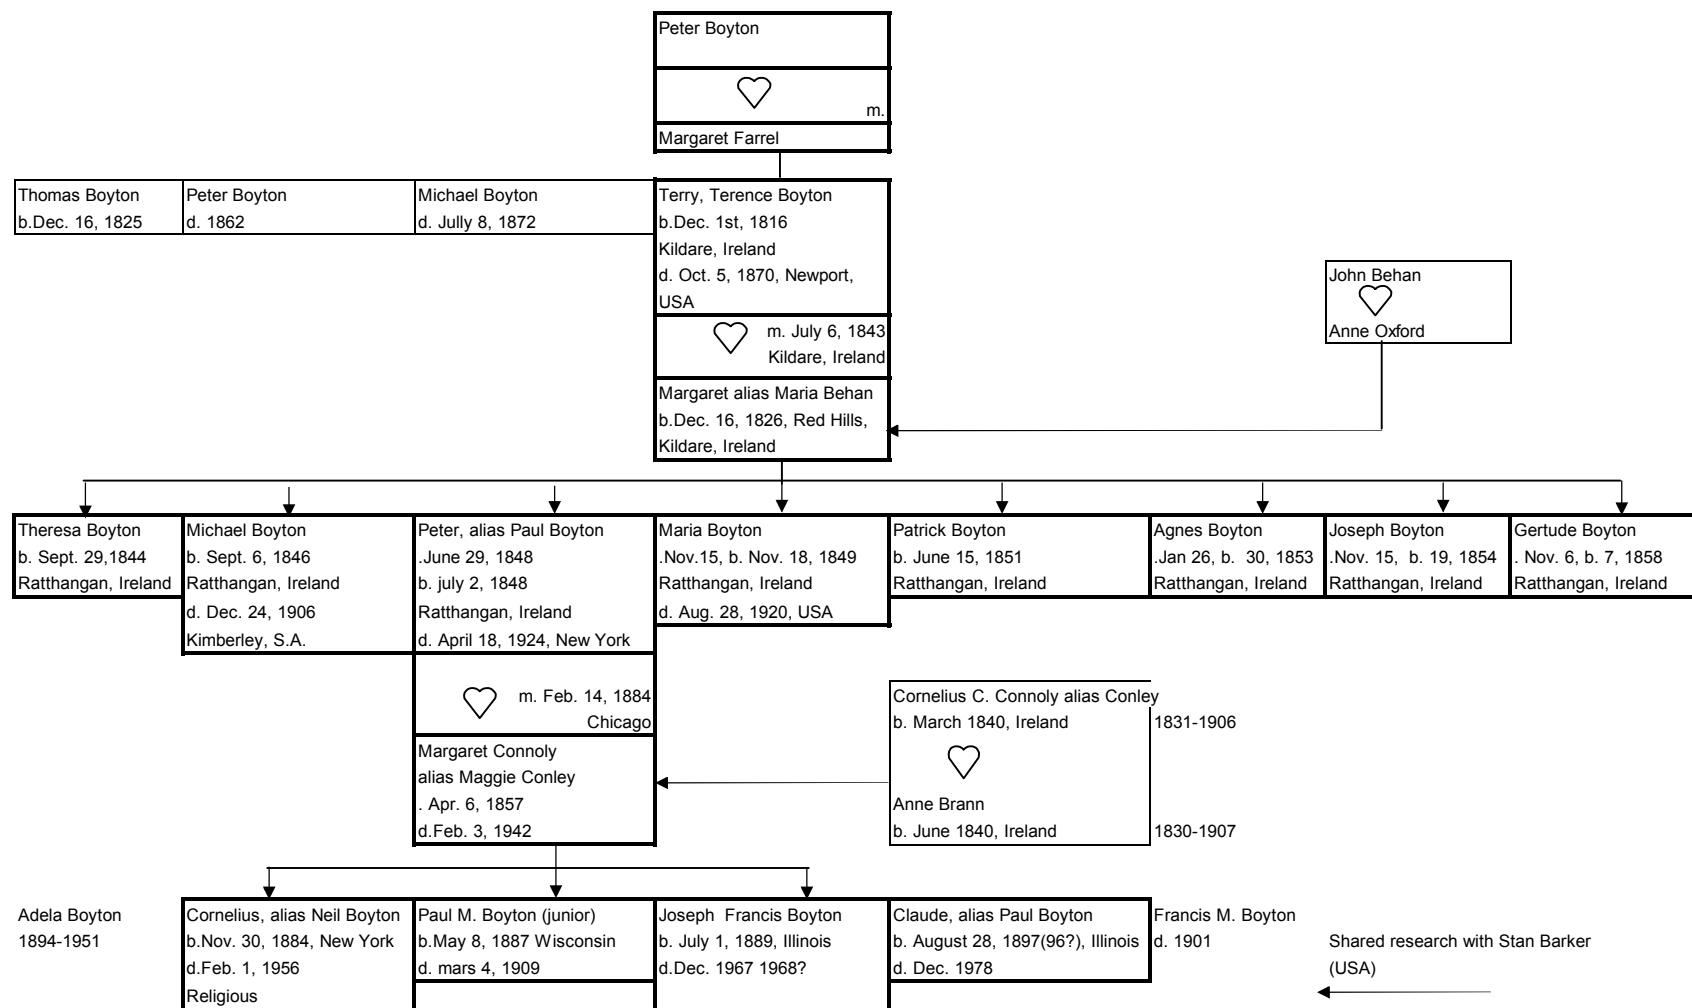 Peter Boyton
m.
Margaret Farrel
Thomas Boyton
b.Dec. 16, 1825
Peter Boyton
d. 1862
Michael Boyton
d. Jully 8, 1872
Terry, Terence Boyton
b.Dec. 1st, 1816
Kildare, Ireland
d. Oct. 5, 1870, Newport,
USA
m. July 6, 1843
Kildare, Ireland
Margaret alias Maria Behan
b.Dec. 16, 1826, Red Hills,
Kildare, Ireland
John Behan
Anne Oxford
Theresa Boyton
b. Sept. 29,1844
Ratthangan, Ireland
Michael Boyton
b. Sept. 6, 1846
Ratthangan, Ireland
d. Dec. 24, 1906
Kimberley, S.A.
Peter, alias Paul Boyton
.June 29, 1848
b. july 2, 1848
Ratthangan, Ireland
d. April 18, 1924, New York
Maria Boyton
.Nov.15, b. Nov. 18, 1849
Ratthangan, Ireland
d. Aug. 28, 1920, USA
Patrick Boyton
b. June 15, 1851
Ratthangan, Ireland
Agnes Boyton
.Jan 26, b. 30, 1853
Ratthangan, Ireland
Joseph Boyton
.Nov. 15, b. 19, 1854
Ratthangan, Ireland
Gertude Boyton
. Nov. 6, b. 7, 1858
Ratthangan, Ireland
m. Feb. 14, 1884
Chicago
Margaret Connoly
alias Maggie Conley
. Apr. 6, 1857
d.Feb. 3, 1942
Cornelius C. Connoly alias Conley
b. March 1840, Ireland
1831-1906
Anne Brann
b. June 1840, Ireland
1830-1907
Adela Boyton
1894-1951
Cornelius, alias Neil Boyton
b.Nov. 30, 1884, New York
d.Feb. 1, 1956
Religious
Paul M. Boyton (junior)
b.May 8, 1887 Wisconsin
d. mars 4, 1909
Joseph Francis Boyton
b. July 1, 1889, Illinois
d.Dec. 1967 1968?
Claude, alias Paul Boyton
b. August 28, 1897(96?), Illinois
d. Dec. 1978
Francis M. Boyton
d. 1901
Shared research with Stan Barker
(USA)